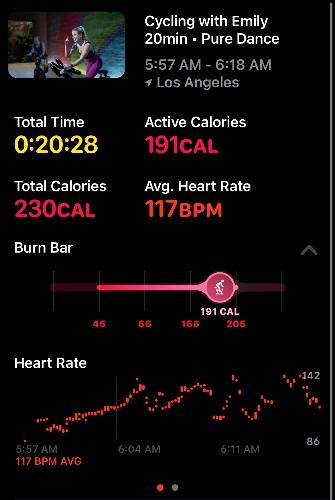 Cycling with Emily
20min • Pure Dance
5:57 AM - 6:18 AM
Los Angeles
Total Time
Active Calories
0:20:28
191CAL
Total Calories
Avg. Heart Rate
230CAL
117BPM
Burn Bar
191 CAL
45 66 166 205
Heart Rate
142
86
5:57 AM 6:04 AM 6:11 AM
117 BPM AVG